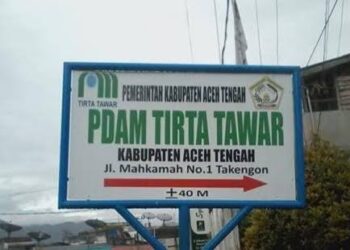 PEMERINTAH KABUPATEN ACEH TENGAH
TIRTA TAWAR
PDAM TIRTA TAWAR
KABUPATEN ACEH TENGAH
Jl. Mahkamah No.1 Takengon
±40 M